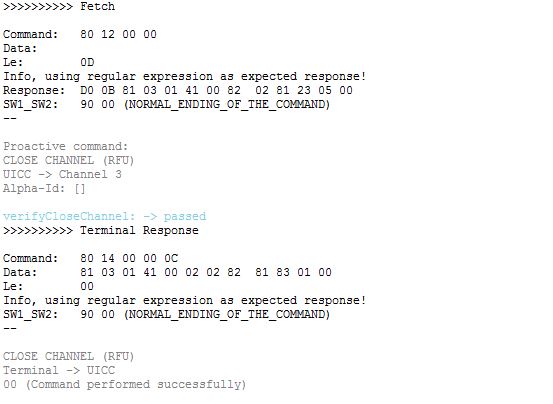 >>>>>>>>>> Fetch
Command: 80 12 00 00
Data:
Le: 0D
Info, using regular expression as expected response!
Response: D0 0B 81 03 01 41 00 82 02 81 23 05 00
SW1_SW2: 90 00 (NORMAL_ENDING_OF_THE_COMMAND)
--
Proactive command:
CLOSE CHANNEL (RFU)
UICC -> Channel 3
Alpha-Id: []
verifyCloseChannel: -> passed
>>>>>>>>>> Terminal Response
Command: 80 14 00 00 0C
Data: 81 03 01 41 00 02 02 82 81 83 01 00
Le: 00
Info, using regular expression as expected response!
SW1_SW2: 90 00 (NORMAL_ENDING_OF_THE_COMMAND)
--
CLOSE CHANNEL (RFU)
Terminal -> UICC
00 (Command performed successfully)